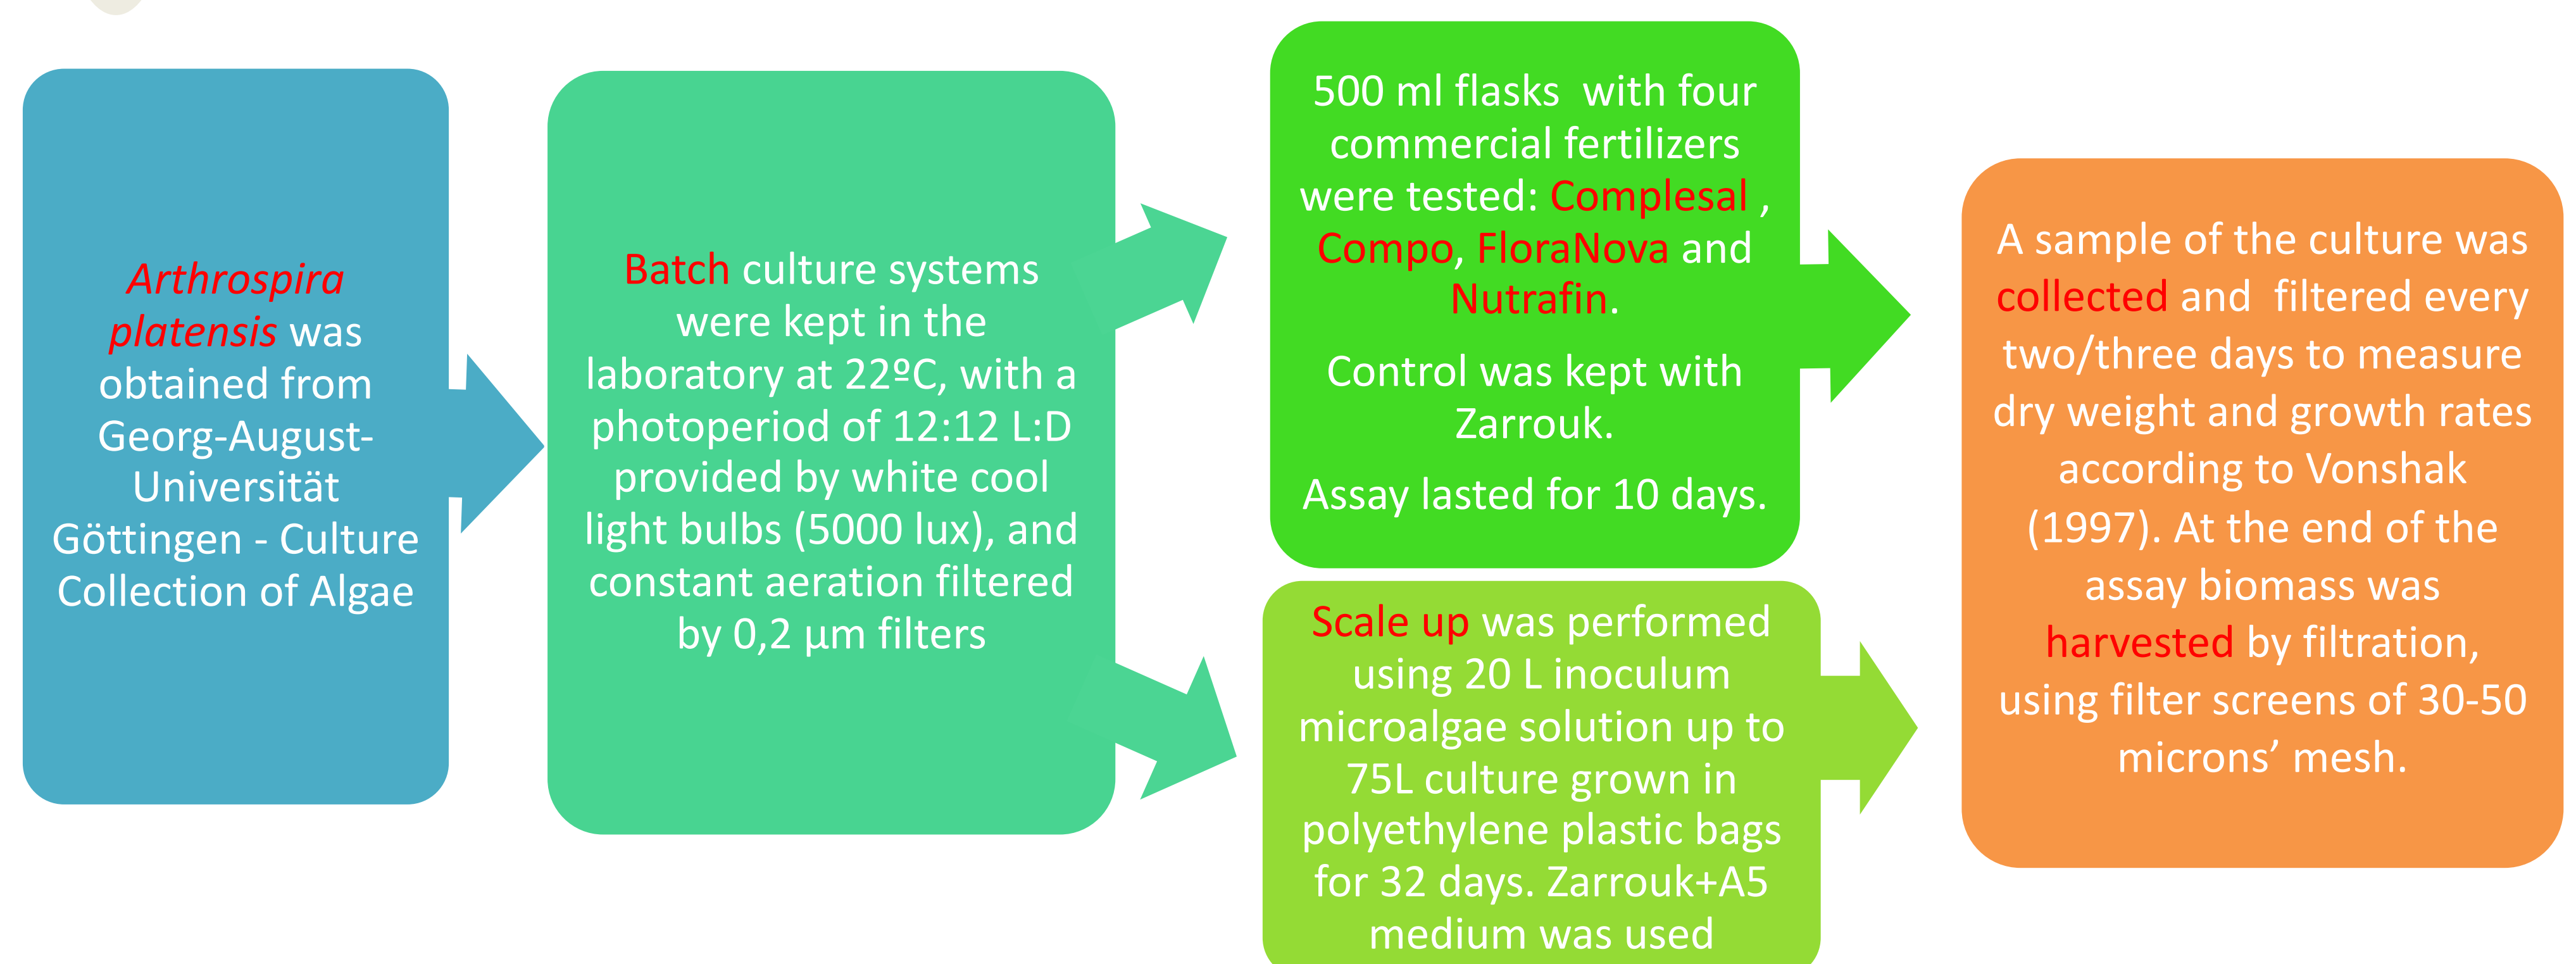 Arthrospira
platensis was
obtained from
Georg-August-
Universität
Göttingen - Culture
Collection of Algae
Batch culture systems
were kept in the
laboratory at 22ºC, with a
photoperiod of 12:12 L:D
provided by white cool
light bulbs (5000 lux), and
constant aeration filtered
by 0,2 µm filters
500 ml flasks with four
commercial fertilizers
were tested: Complesal ,
Compo, FloraNova and
Nutrafin.
Control was kept with
Zarrouk.
Assay lasted for 10 days.
Scale up was performed
using 20 L inoculum
microalgae solution up to
75L culture grown in
polyethylene plastic bags
for 32 days. Zarrouk+A5
medium was used
A sample of the culture was
collected and filtered every
two/three days to measure
dry weight and growth rates
according to Vonshak
(1997). At the end of the
assay biomass was
harvested by filtration,
using filter screens of 30-50
microns’ mesh.